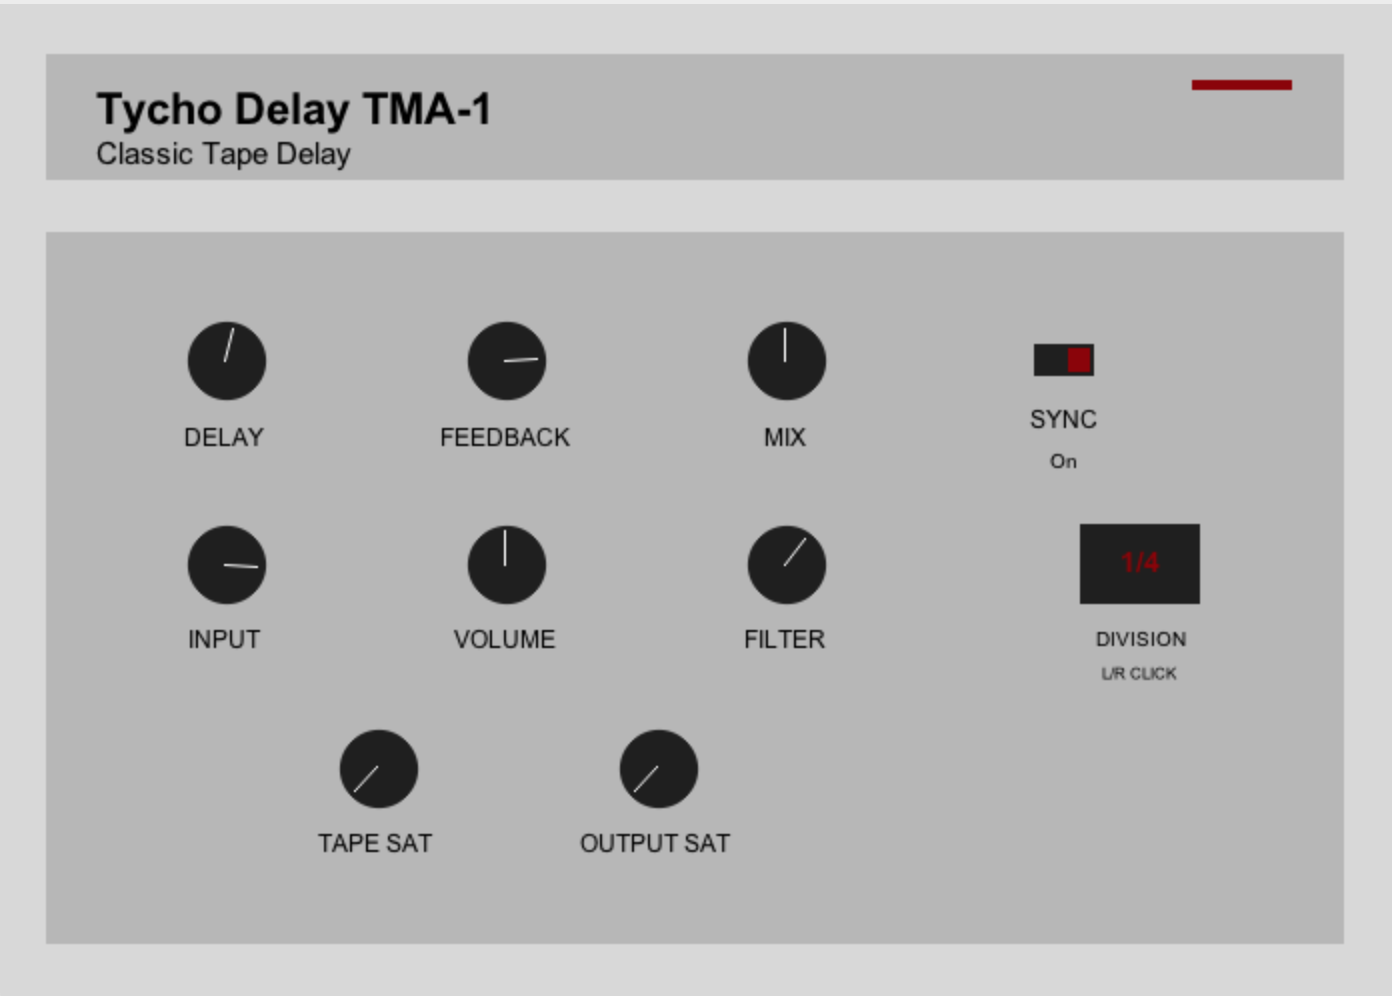 Tycho Delay TMA-1
Classic Tape Delay
DELAY
FEEDBACK
MIX
SYNC
On
INPUT
VOLUME
FILTER
1/4
DIVISION
L/R CLICK
TAPE SAT
OUTPUT SAT